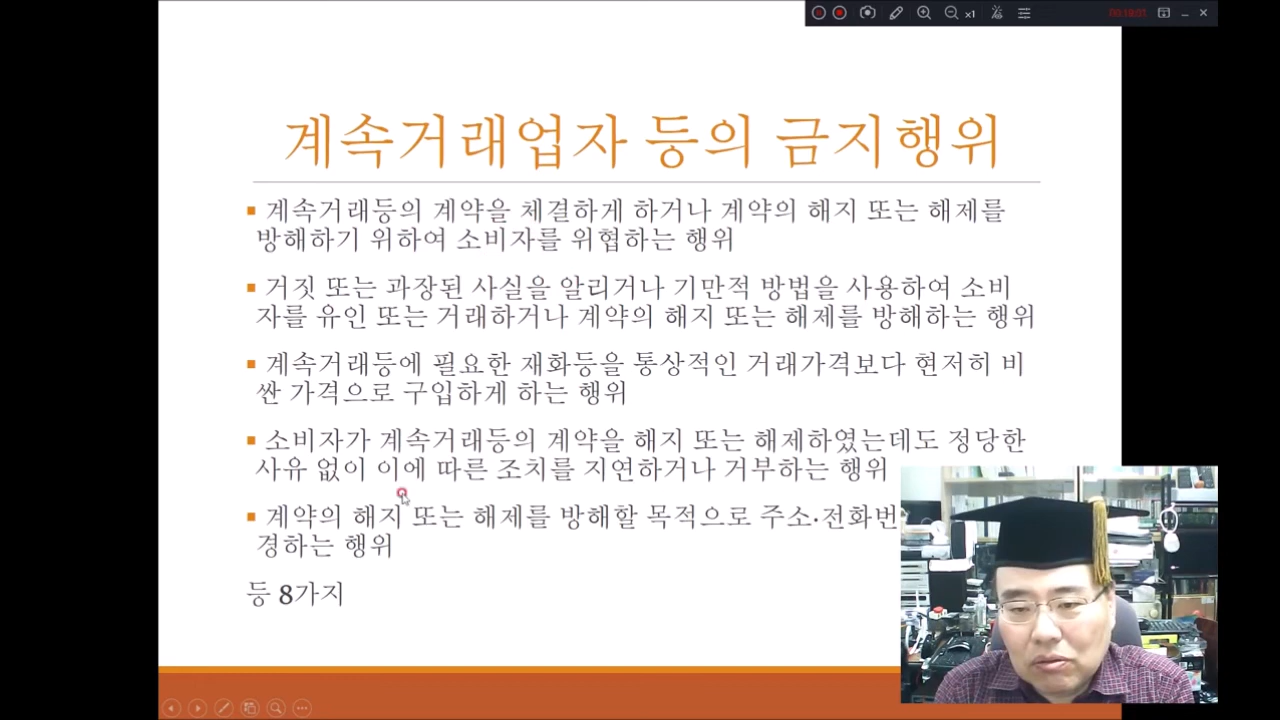 x1
계속거래업자 등의 금지행위
▪ 계속거래등의 계약을 체결하게 하거나 계약의 해지 또는 해제를
방해하기 위하여 소비자를 위협하는 행위
▪ 거짓 또는 과장된 사실을 알리거나 기만적 방법을 사용하여 소비
자를 유인 또는 거래하거나 계약의 해지 또는 해제를 방해하는 행위
▪ 계속거래등에 필요한 재화등을 통상적인 거래가격보다 현저히 비
싼 가격으로 구입하게 하는 행위
▪ 소비자가 계속거래등의 계약을 해지 또는 해제하였는데도 정당한
사유 없이 이에 따른 조치를 지연하거나 거부하는 행위
▪ 계약의 해지 또는 해제를 방해할 목적으로 주소·전화번
경하는 행위
등 8가지